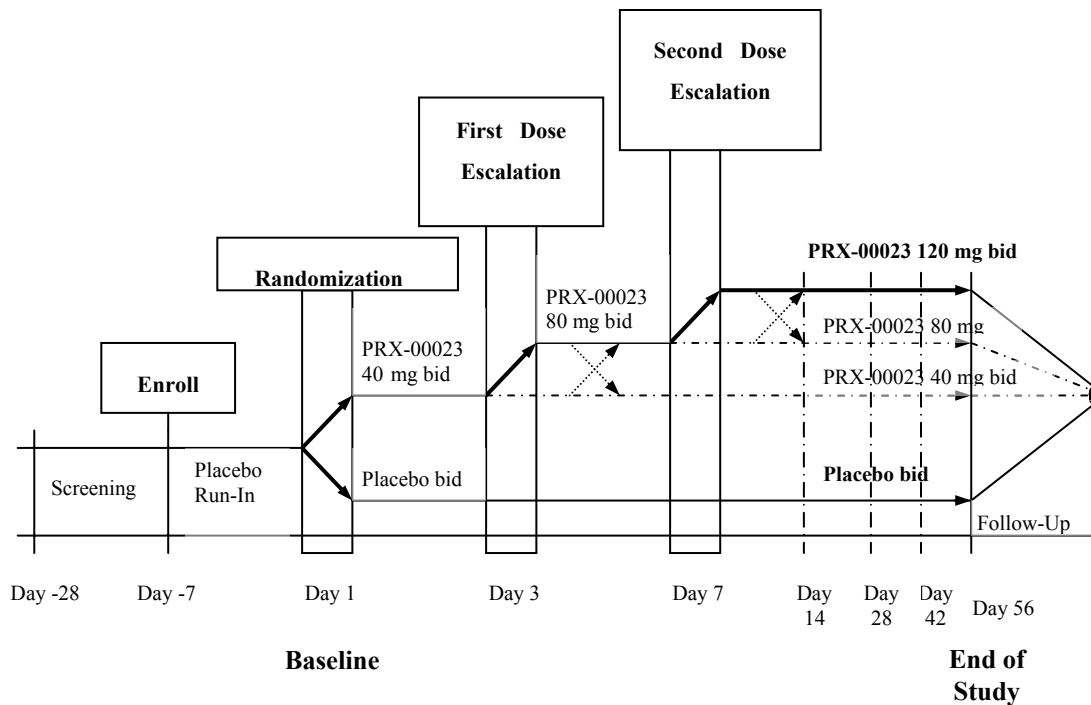 Second Dose
Escalation
First Dose
Escalation
Randomization
PRX-00023 120 mg bid
PRX-00023
80 mg bid
PRX-00023 80 mg
PRX-00023
40 mg bid
PRX-00023 40 mg bid
Enroll
Screening
Placebo
Run-In
Placebo bid
Placebo bid
Follow-Up
Day -28
Day -7
Day 1
Day 3
Day 7
Day
14
Day
28
Day
42
Day 56
Baseline
End of
Study